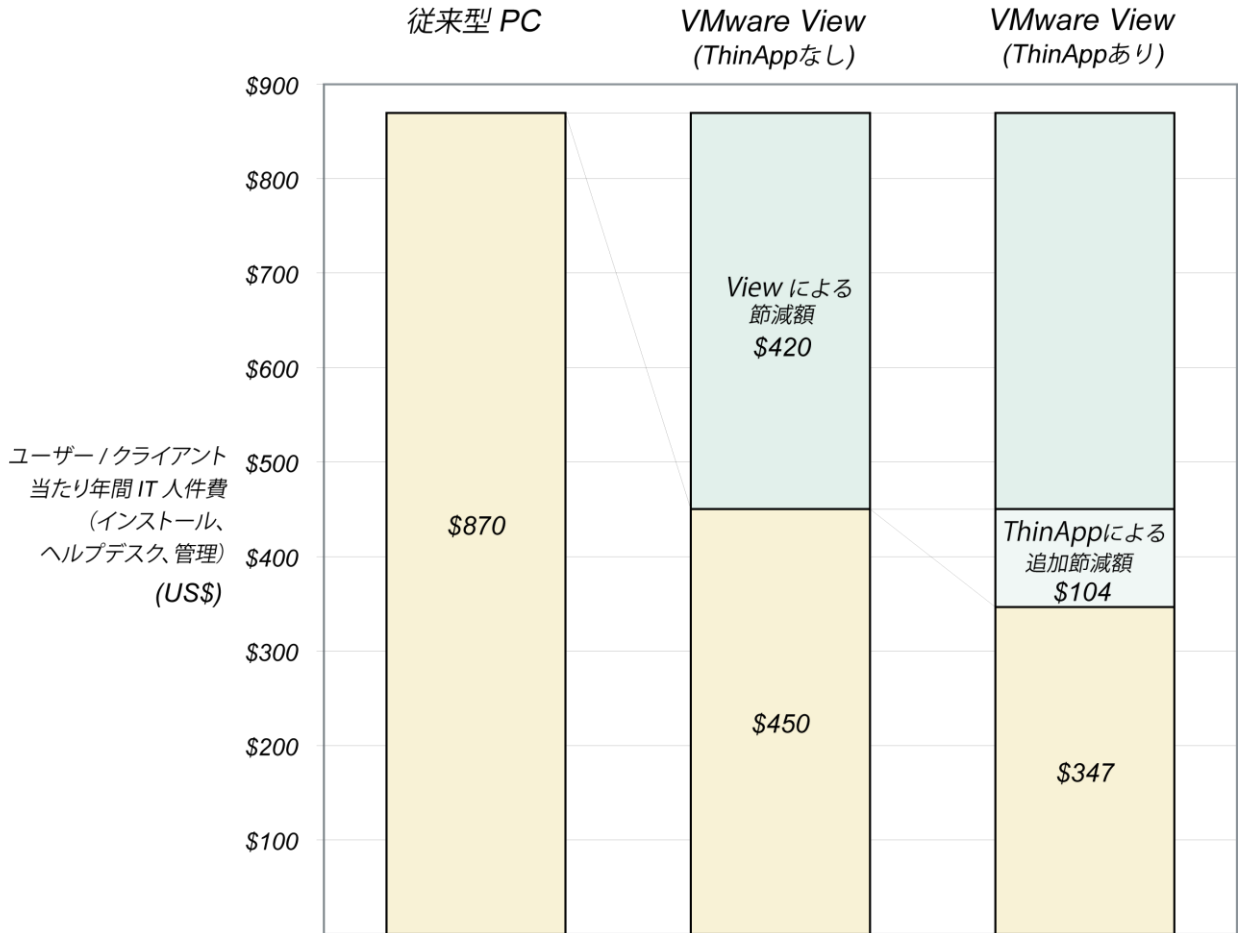 従来型 PC
VMware View
(ThinAppなし)
VMware View
(ThinAppあり)
$900
$800
$700
$600
$500
$400
$300
$200
$100
ユーザー / クライアント
当たり年間 IT 人件費
（インストール、
ヘルプデスク、管理）
(US$)
$870
View による
節減額
$420
$450
ThinAppによる
追加節減額
$104
$347